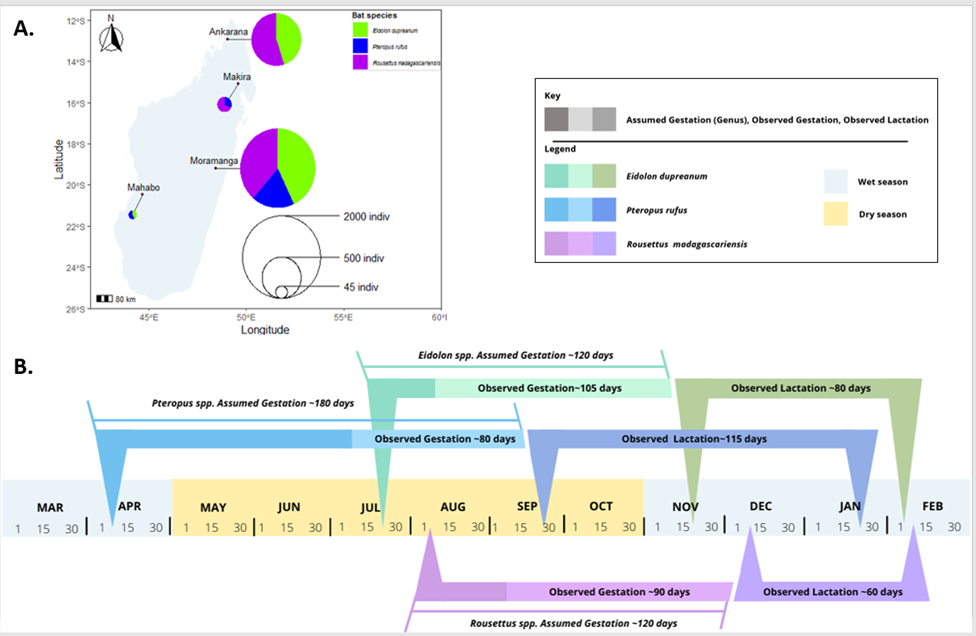 A.
N
12°S
14°S
16°S
18°S
20°S
22°S
24°S
26°S
Latitude
Ankarana
Makira
Moramanga
Mahabo
Bat species
Eidolon dupreanum
Pteropus rufus
Rousettus madagascariensis
2000 indiv
500 indiv
45 indiv
80 km
45°E 50°E 55°E 60°E
Longitude
Key
Assumed Gestation (Genus), Observed Gestation, Observed Lactation
Legend
Eidolon dupreanum
Pteropus rufus
Rousettus madagascariensis
Wet season
Dry season
B.
Eidolon spp. Assumed Gestation ~120 days
Observed Gestation~105 days
Observed Lactation ~80 days
Pteropus spp. Assumed Gestation ~180 days
Observed Gestation ~80 days
Observed Lactation~115 days
MAR APR MAY JUN JUL AUG SEP OCT NOV DEC JAN FEB
1 15 30 1 15 30 1 15 30 1 15 30 1 15 30 1 15 30 1 15 30 1 15 30 1 15 30 1 15 30 1 15 30 1 15 30
Observed Gestation ~90 days
Observed Lactation ~60 days
Rousettus spp. Assumed Gestation ~120 days